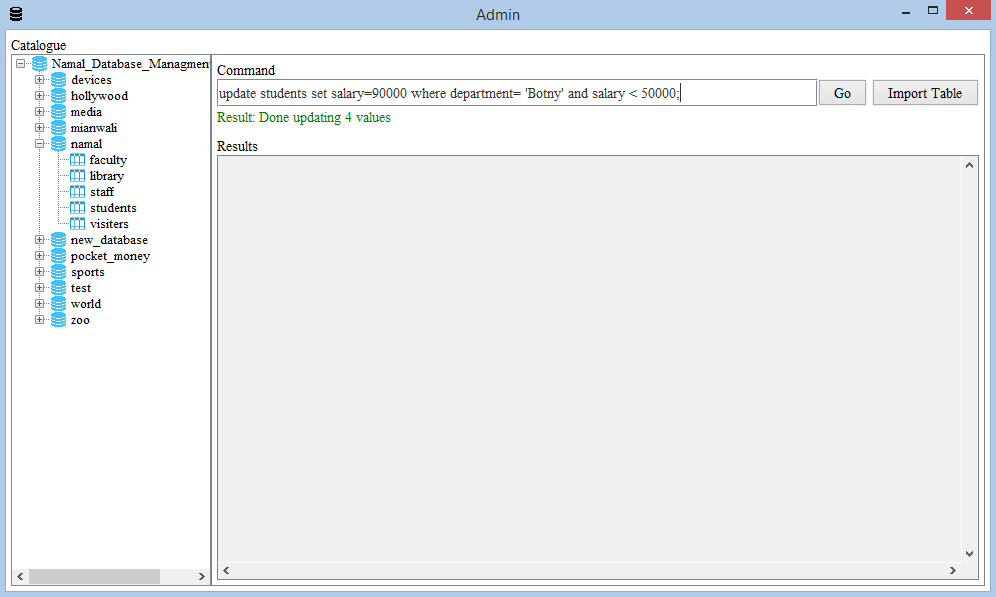 Admin
Catalogue
Namal_Database_Managmen
devices
hollywood
media
mianwali
namal
faculty
library
staff
students
visiters
new_database
pocket_money
sports
test
world
zoo
Command
update students set salary=90000 where department= 'Botny' and salary < 50000;
Go
Import Table
Result: Done updating 4 values
Results